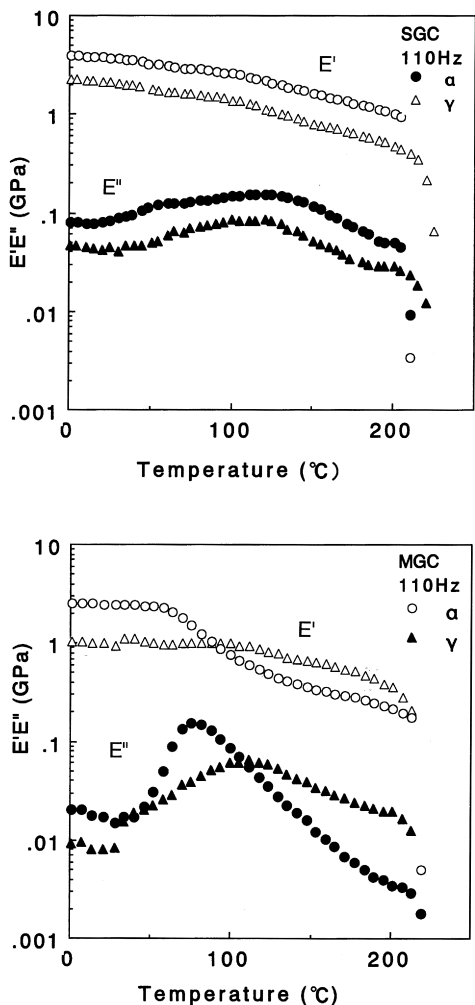 10
1
.1
.01
.001
E'E" (GPa)
SGC
110Hz
● α
△ γ
E'
E"
0 100 200
Temperature (℃)
10
1
.1
.01
.001
E'E" (GPa)
MGC
110Hz
○ α
▲ γ
E'
E"
0 100 200
Temperature (℃)